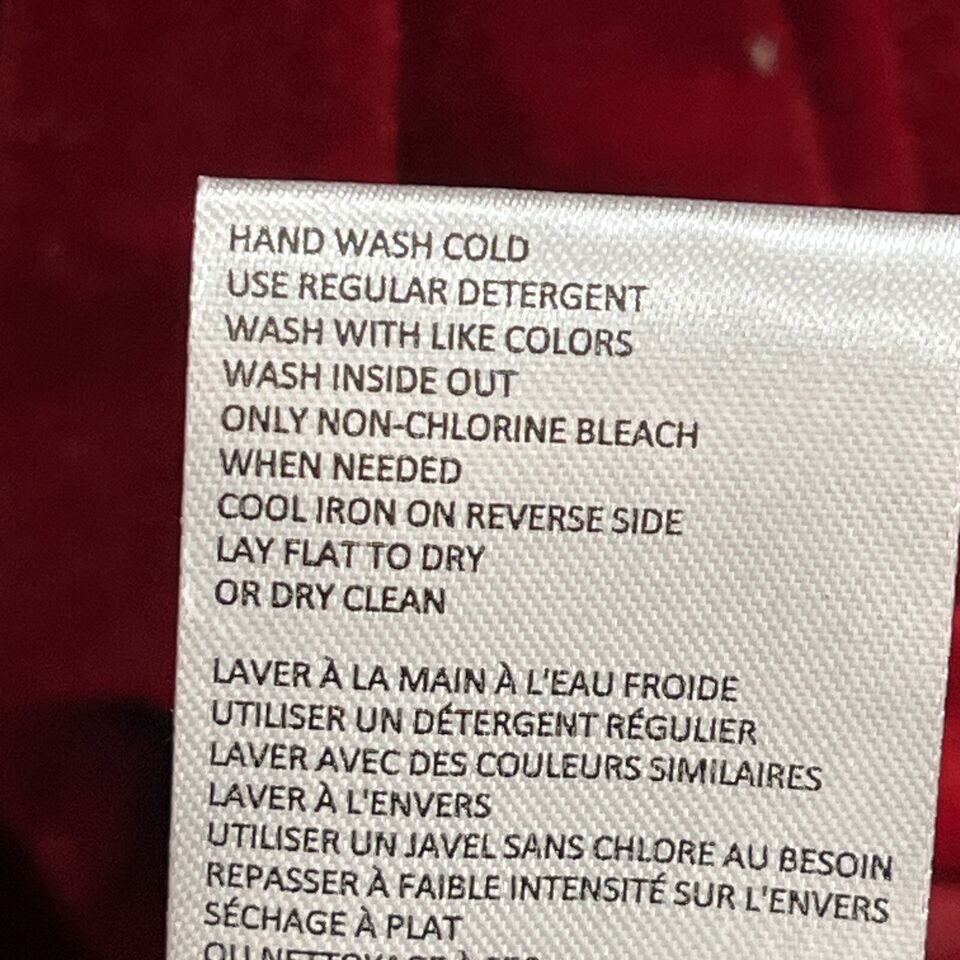 HAND WASH COLD
USE REGULAR DETERGENT
WASH WITH LIKE COLORS
WASH INSIDE OUT
ONLY NON-CHLORINE BLEACH
WHEN NEEDED
COOL IRON ON REVERSE SIDE
LAY FLAT TO DRY
OR DRY CLEAN
LAVER À LA MAIN À L'EAU FROIDE
UTILISER UN DÉTERGENT RÉGULIER
LAVER AVEC DES COULEURS SIMILAIRES
LAVER À L'ENVERS
UTILISER UN JAVEL SANS CHLORE AU BESOIN
REPASSER À FAIBLE INTENSITÉ SUR L'ENVERS
SÉCHAGE À PLAT
OU NETTOYAGE À SEC